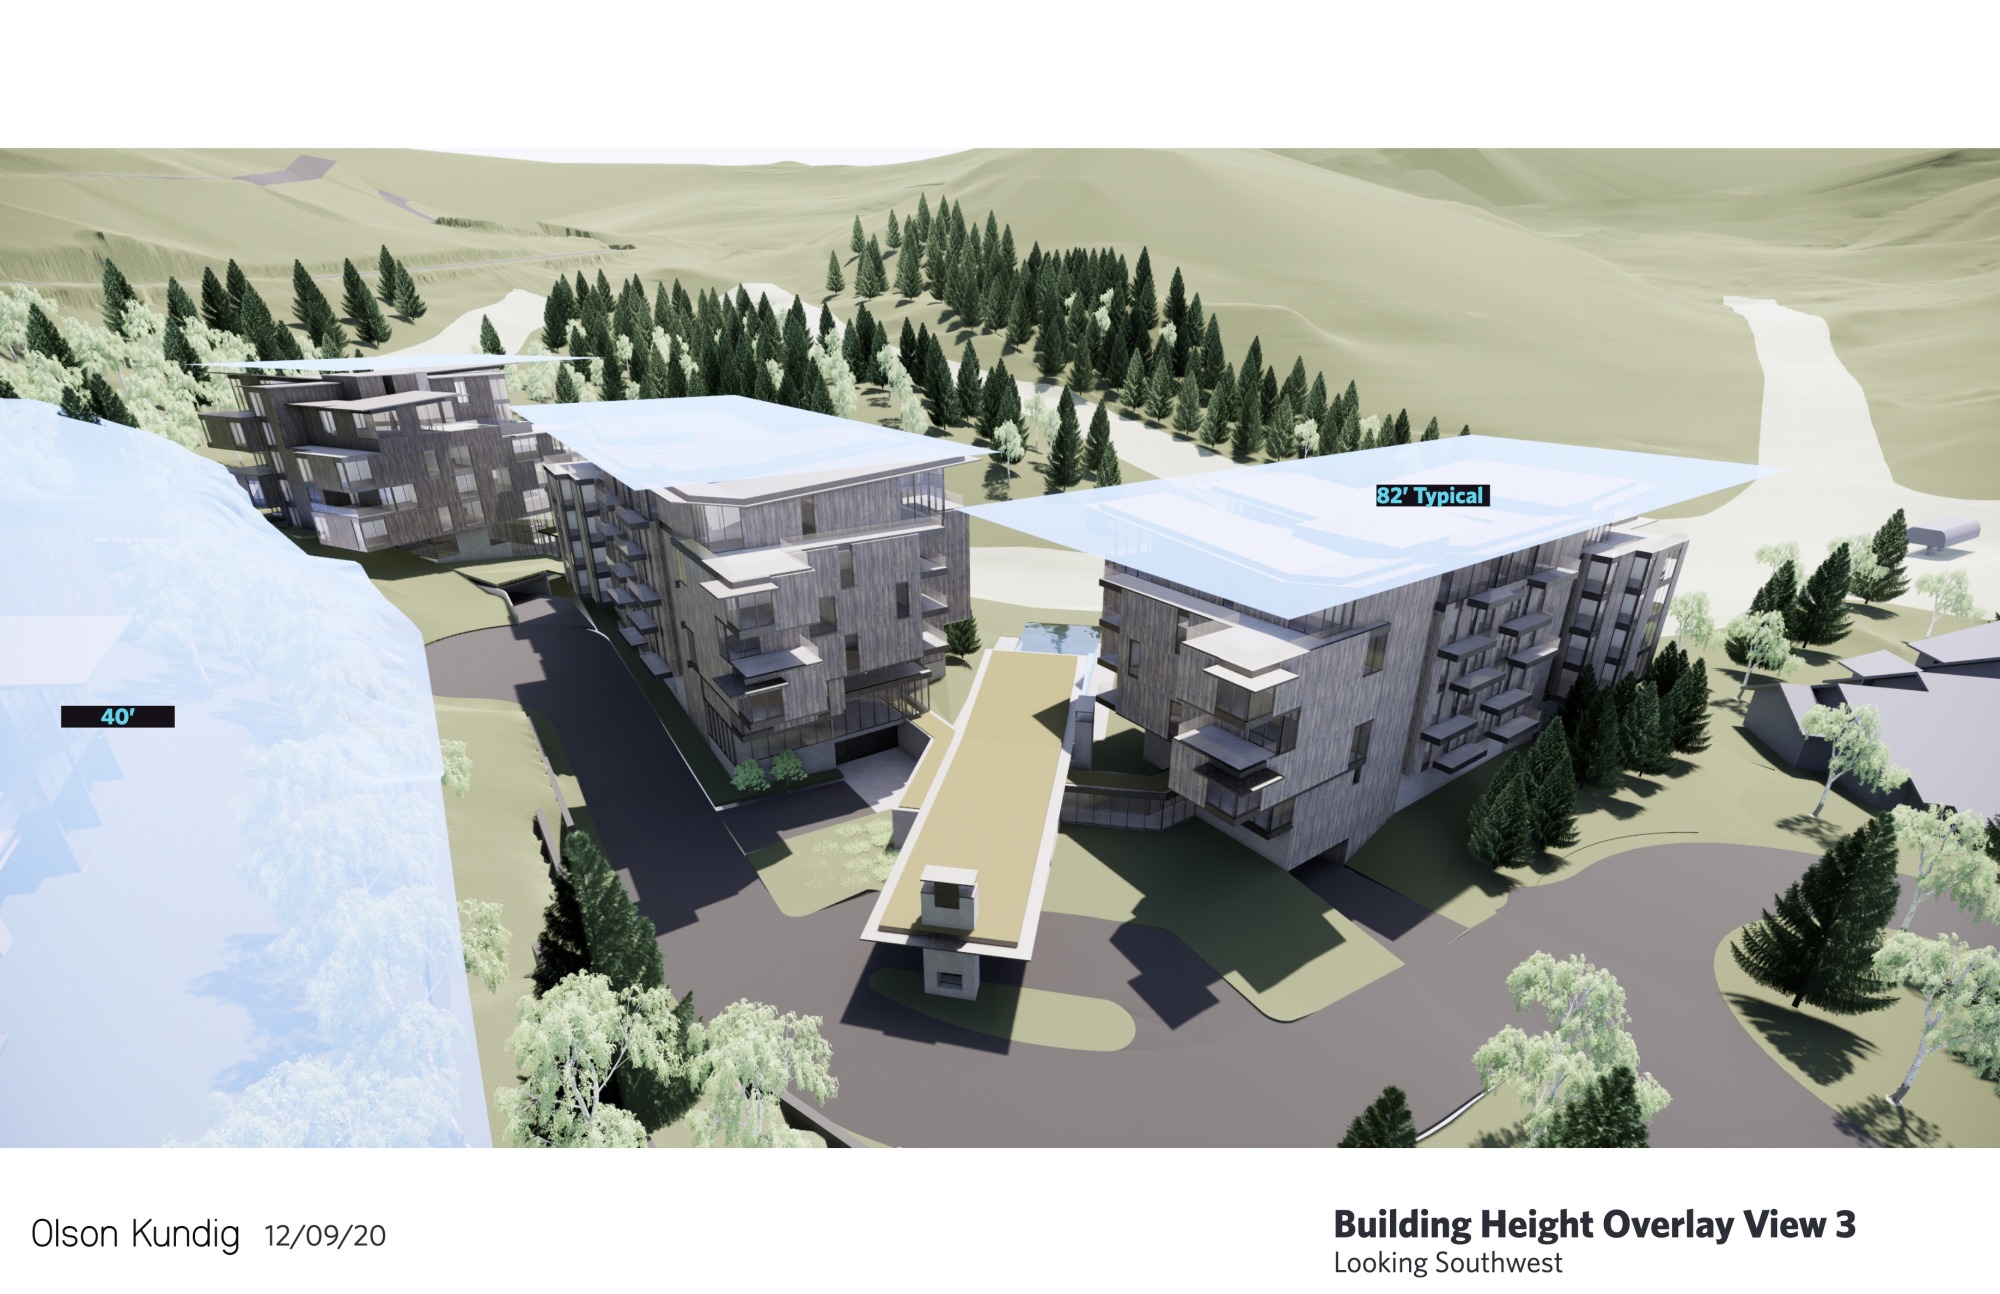 82' Typical
40'
Olson Kundig 12/09/20
Building Height Overlay View 3
Looking Southwest